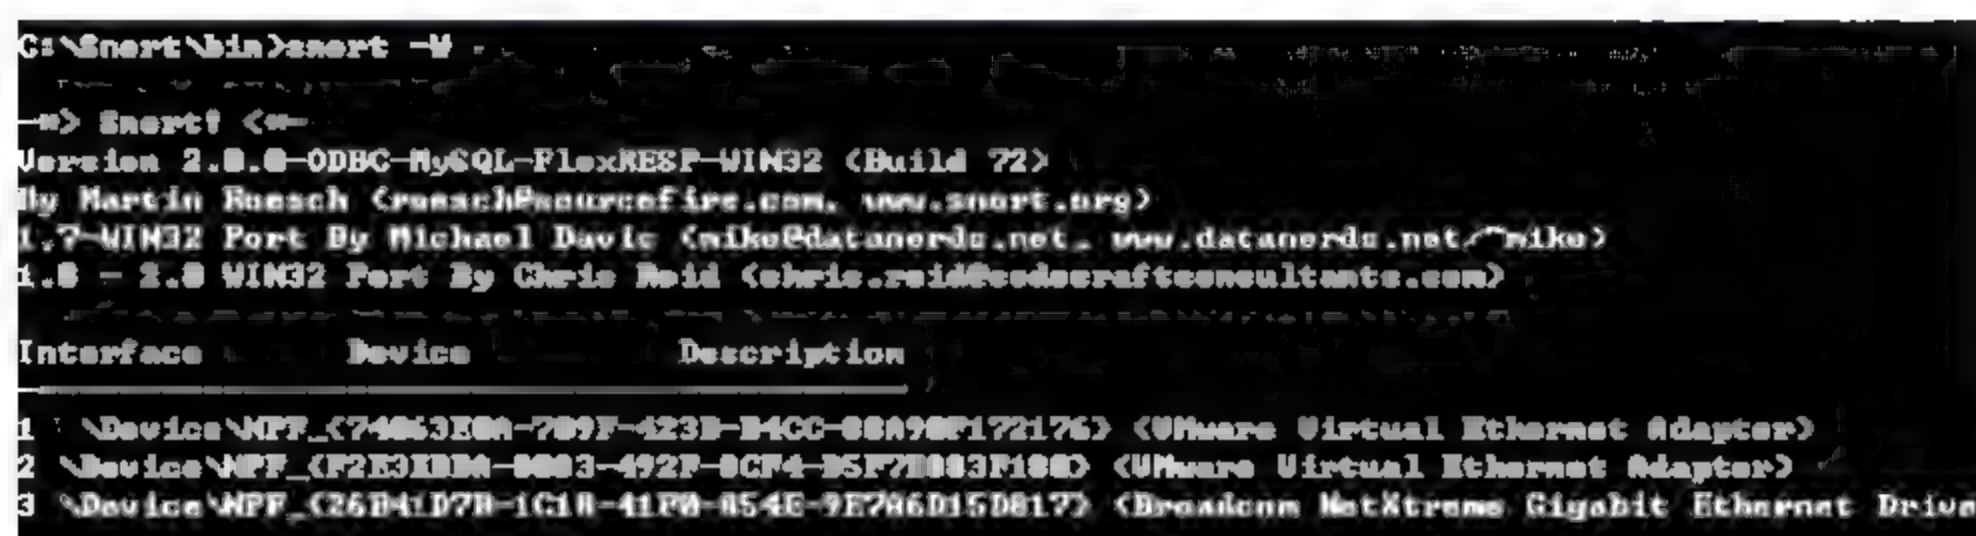 C:\Snort\bin>snort -W
-*> Snort! <*-
Version 2.0.0-ODBC-MySQL-FlexRESP-WIN32 (Build 72)
By Martin Roesch (roesch@sourcefire.com, www.snort.org)
1.7-WIN32 Port By Michael Davis (mike@datanerds.net, www.datanerds.net/~mike)
1.8 - 2.0 WIN32 Port By Chris Reid (chris.reid@codecraftconsultants.com)
Interface Device Description
1 (VMware Virtual Ethernet Adapter)
2 (VMware Virtual Ethernet Adapter)
3 (Broadcom NetXtreme Gigabit Ethernet Drive